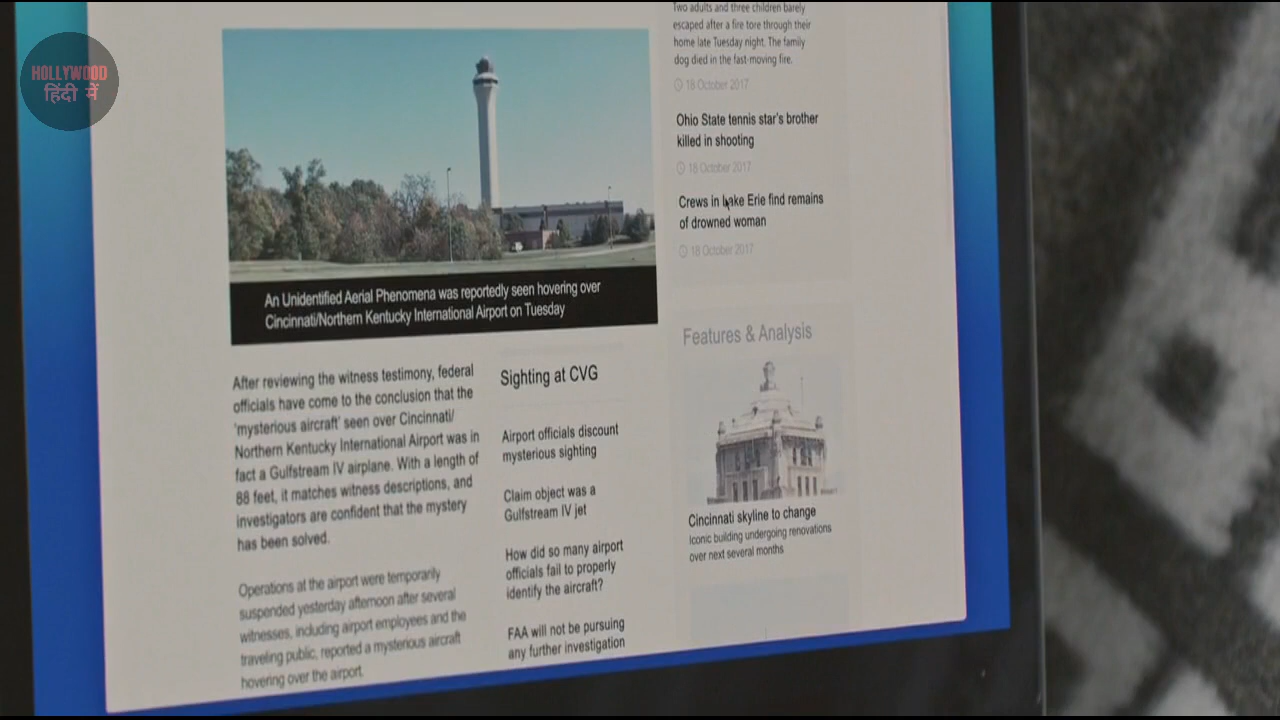 HOLLYWOOD
हिंदी में
An Unidentified Aerial Phenomena was reportedly seen hovering over
Cincinnati/Northern Kentucky International Airport on Tuesday
After reviewing the witness testimony, federal
officials have come to the conclusion that the
'mysterious aircraft' seen over Cincinnati/
Northern Kentucky International Airport was in
fact a Gulfstream IV airplane. With a length of
88 feet, it matches witness descriptions, and
investigators are confident that the mystery
has been solved.
Operations at the airport were temporarily
suspended yesterday afternoon after several
witnesses, including airport employees and the
traveling public, reported a mysterious aircraft
hovering over the airport.
Sighting at CVG
Airport officials discount
mysterious sighting
Claim object was a
Gulfstream IV jet
How did so many airport
officials fail to properly
identify the aircraft?
FAA will not be pursuing
any further investigation
Two adults and three children barely
escaped after a fire tore through their
home late Tuesday night. The family
dog died in the fast-moving fire.
18 October 2017
Ohio State tennis star's brother
killed in shooting
18 October 2017
Crews in Lake Erie find remains
of drowned woman
18 October 2017
Features & Analysis
Cincinnati skyline to change
Iconic building undergoing renovations
over next several months